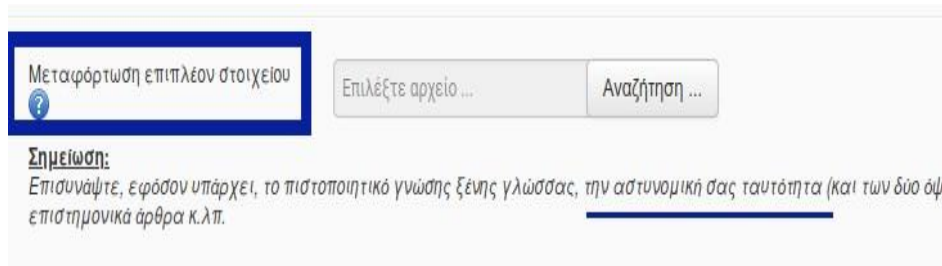 Μεταφόρτωση επιπλέον στοιχείου
?
Επιλέξτε αρχείο ...
Αναζήτηση ...
Σημείωση:
Επισυνάψτε, εφόσον υπάρχει, το πιστοποιητικό γνώσης ξένης γλώσσας, την αστυνομική σας ταυτότητα (και των δύο
επιστημονικά άρθρα κ.λπ.